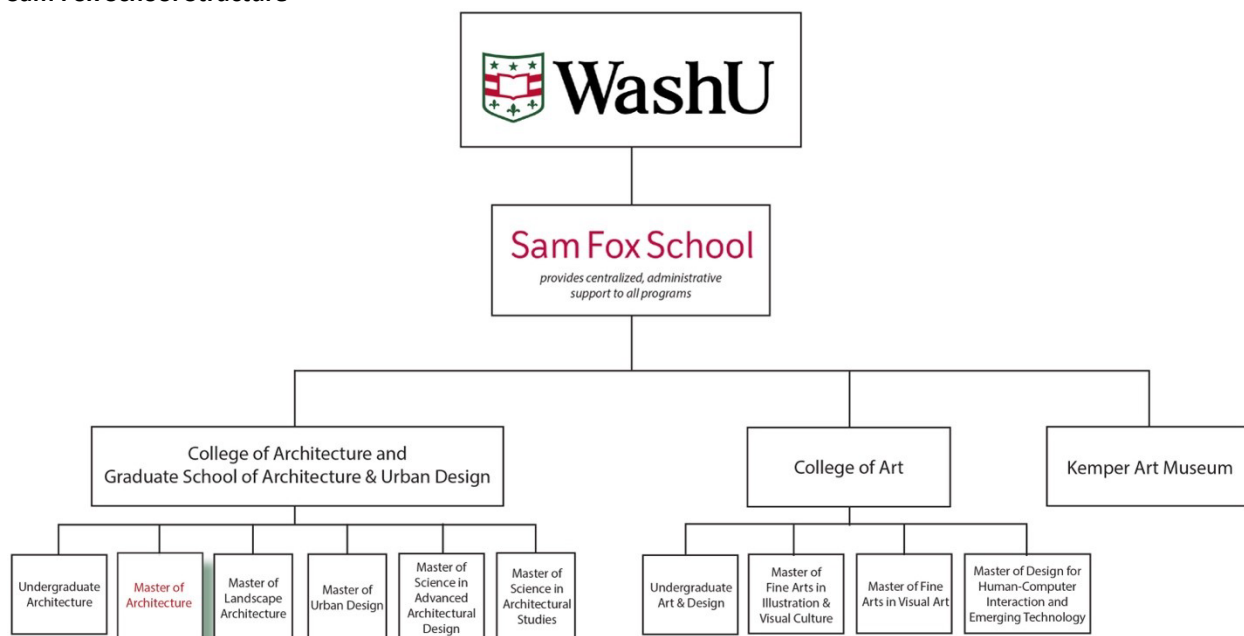 Sam Fox School Structure
WashU
Sam Fox School
provides centralized, administrative
support to all programs
College of Architecture and
Graduate School of Architecture & Urban Design
College of Art
Kemper Art Museum
Undergraduate
Architecture
Master of
Architecture
Master of
Landscape
Architecture
Master of
Urban Design
Master of
Science in
Advanced
Architectural
Design
Master of
Science in
Architectural
Studies
Undergraduate
Art & Design
Master of
Fine Arts in
Illustration &
Visual Culture
Master of Fine
Arts in Visual Art
Master of Design for
Human-Computer
Interaction and
Emerging Technology